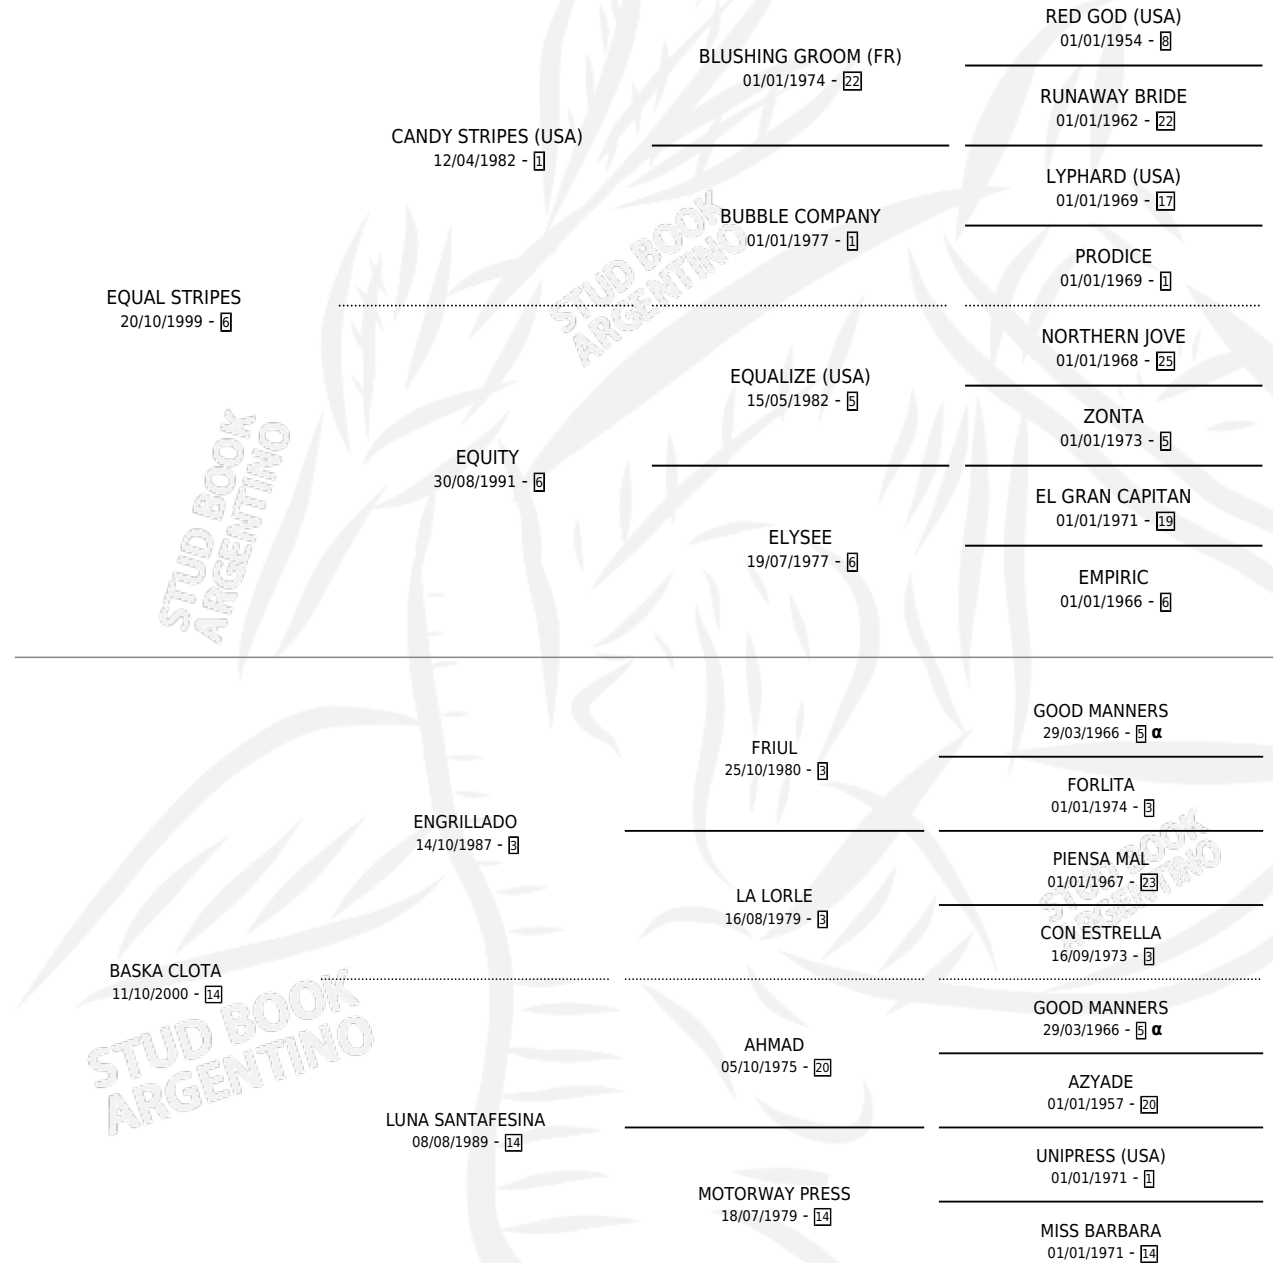 RED GOD (USA)
01/01/1954 - 8
BLUSHING GROOM (FR)
01/01/1974 - 22
RUNAWAY BRIDE
01/01/1962 - 22
CANDY STRIPES (USA)
12/04/1982 - 1
LYPHARD (USA)
01/01/1969 - 17
BUBBLE COMPANY
01/01/1977 - 1
PRODICE
01/01/1969 - 1
EQUAL STRIPES
20/10/1999 - 6
NORTHERN JOVE
01/01/1968 - 25
EQUALIZE (USA)
15/05/1982 - 5
ZONTA
01/01/1973 - 5
EQUITY
30/08/1991 - 6
EL GRAN CAPITAN
01/01/1971 - 19
ELYSEE
19/07/1977 - 6
EMPIRIC
01/01/1966 - 6
GOOD MANNERS
29/03/1966 - 5 α
FRIUL
25/10/1980 - 3
FORLITA
01/01/1974 - 3
ENGRILLADO
14/10/1987 - 3
PIENSA MAL
01/01/1967 - 23
LA LORLE
16/08/1979 - 3
CON ESTRELLA
16/09/1973 - 3
BASKA CLOTA
11/10/2000 - 14
GOOD MANNERS
29/03/1966 - 5 α
AHMAD
05/10/1975 - 20
AZYADE
01/01/1957 - 20
LUNA SANTAFESINA
08/08/1989 - 14
UNIPRESS (USA)
01/01/1971 - 1
MOTORWAY PRESS
18/07/1979 - 14
MISS BARBARA
01/01/1971 - 14
STUD BOOK
ARGENTINO
STUD BOOK
ARGENTINO
STUD BOOK
ARGENTINO
STUD BOOK
ARGENTINO